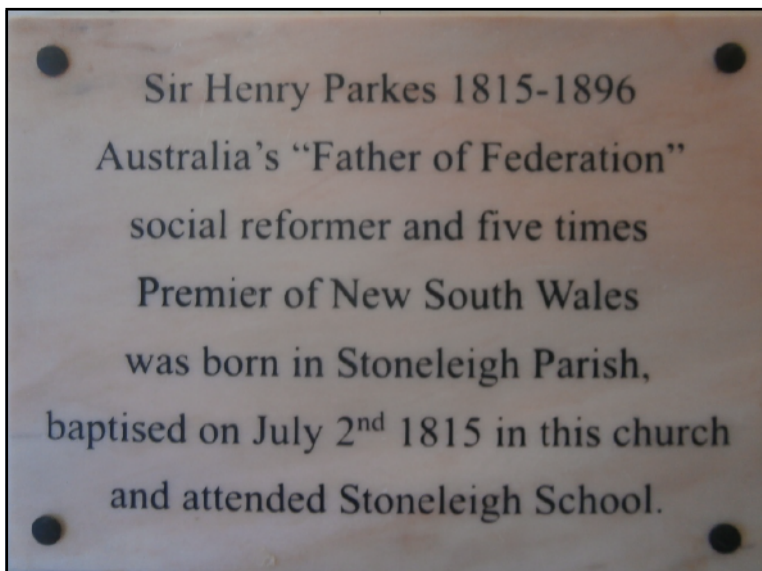 Sir Henry Parkes 1815-1896
Australia's “Father of Federation”
social reformer and five times
Premier of New South Wales
was born in Stoneleigh Parish,
baptised on July 2nd 1815 in this church
and attended Stoneleigh School.